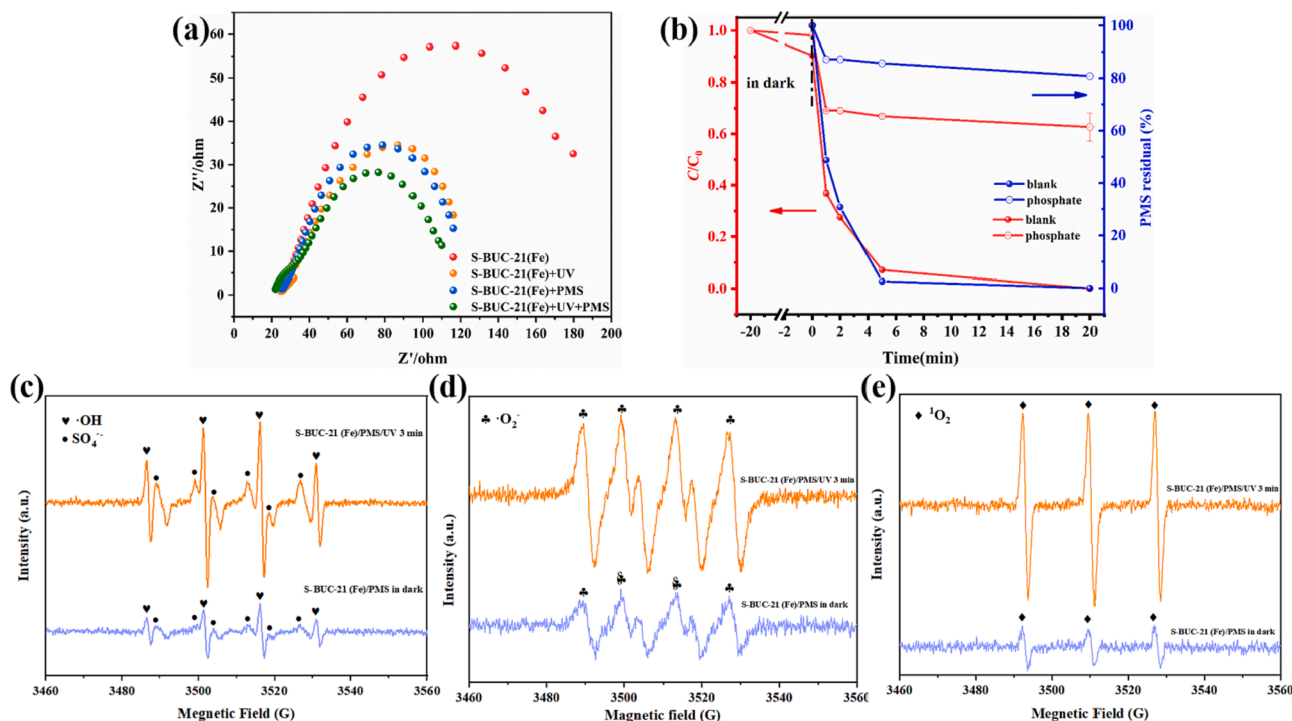 (a)
60
50
40
30
20
10
0
Z''/ohm
0 20 40 60 80 100 120 140 160 180 200
Z'/ohm
S-BUC-21(Fe)
S-BUC-21(Fe)+UV
S-BUC-21(Fe)+PMS
S-BUC-21(Fe)+UV+PMS
(b)
1.0
0.8
0.6
0.4
0.2
0.0
C/C₀
in dark
100
80
60
40
20
0
PMS residual (%)
blank
phosphate
blank
phosphate
-20 -2 0 2 4 6 8 10 12 14 16 18 20
Time(min)
(c)
♥ ·OH
● SO₄·⁻
S-BUC-21 (Fe)/PMS/UV 3 min
S-BUC-21 (Fe)/PMS in dark
Intensity (a.u.)
3460 3480 3500 3520 3540 3560
Megnetic Field (G)
(d)
♣ ·O₂⁻
S-BUC-21 (Fe)/PMS/UV 3 min
S-BUC-21 (Fe)/PMS in dark
Intensity (a.u.)
3460 3480 3500 3520 3540 3560
Magnetic field (G)
(e)
♦ ¹O₂
S-BUC-21 (Fe)/PMS/UV 3 min
S-BUC-21 (Fe)/PMS in dark
Intensity (a.u.)
3460 3480 3500 3520 3540 3560
Megnetic Field (G)